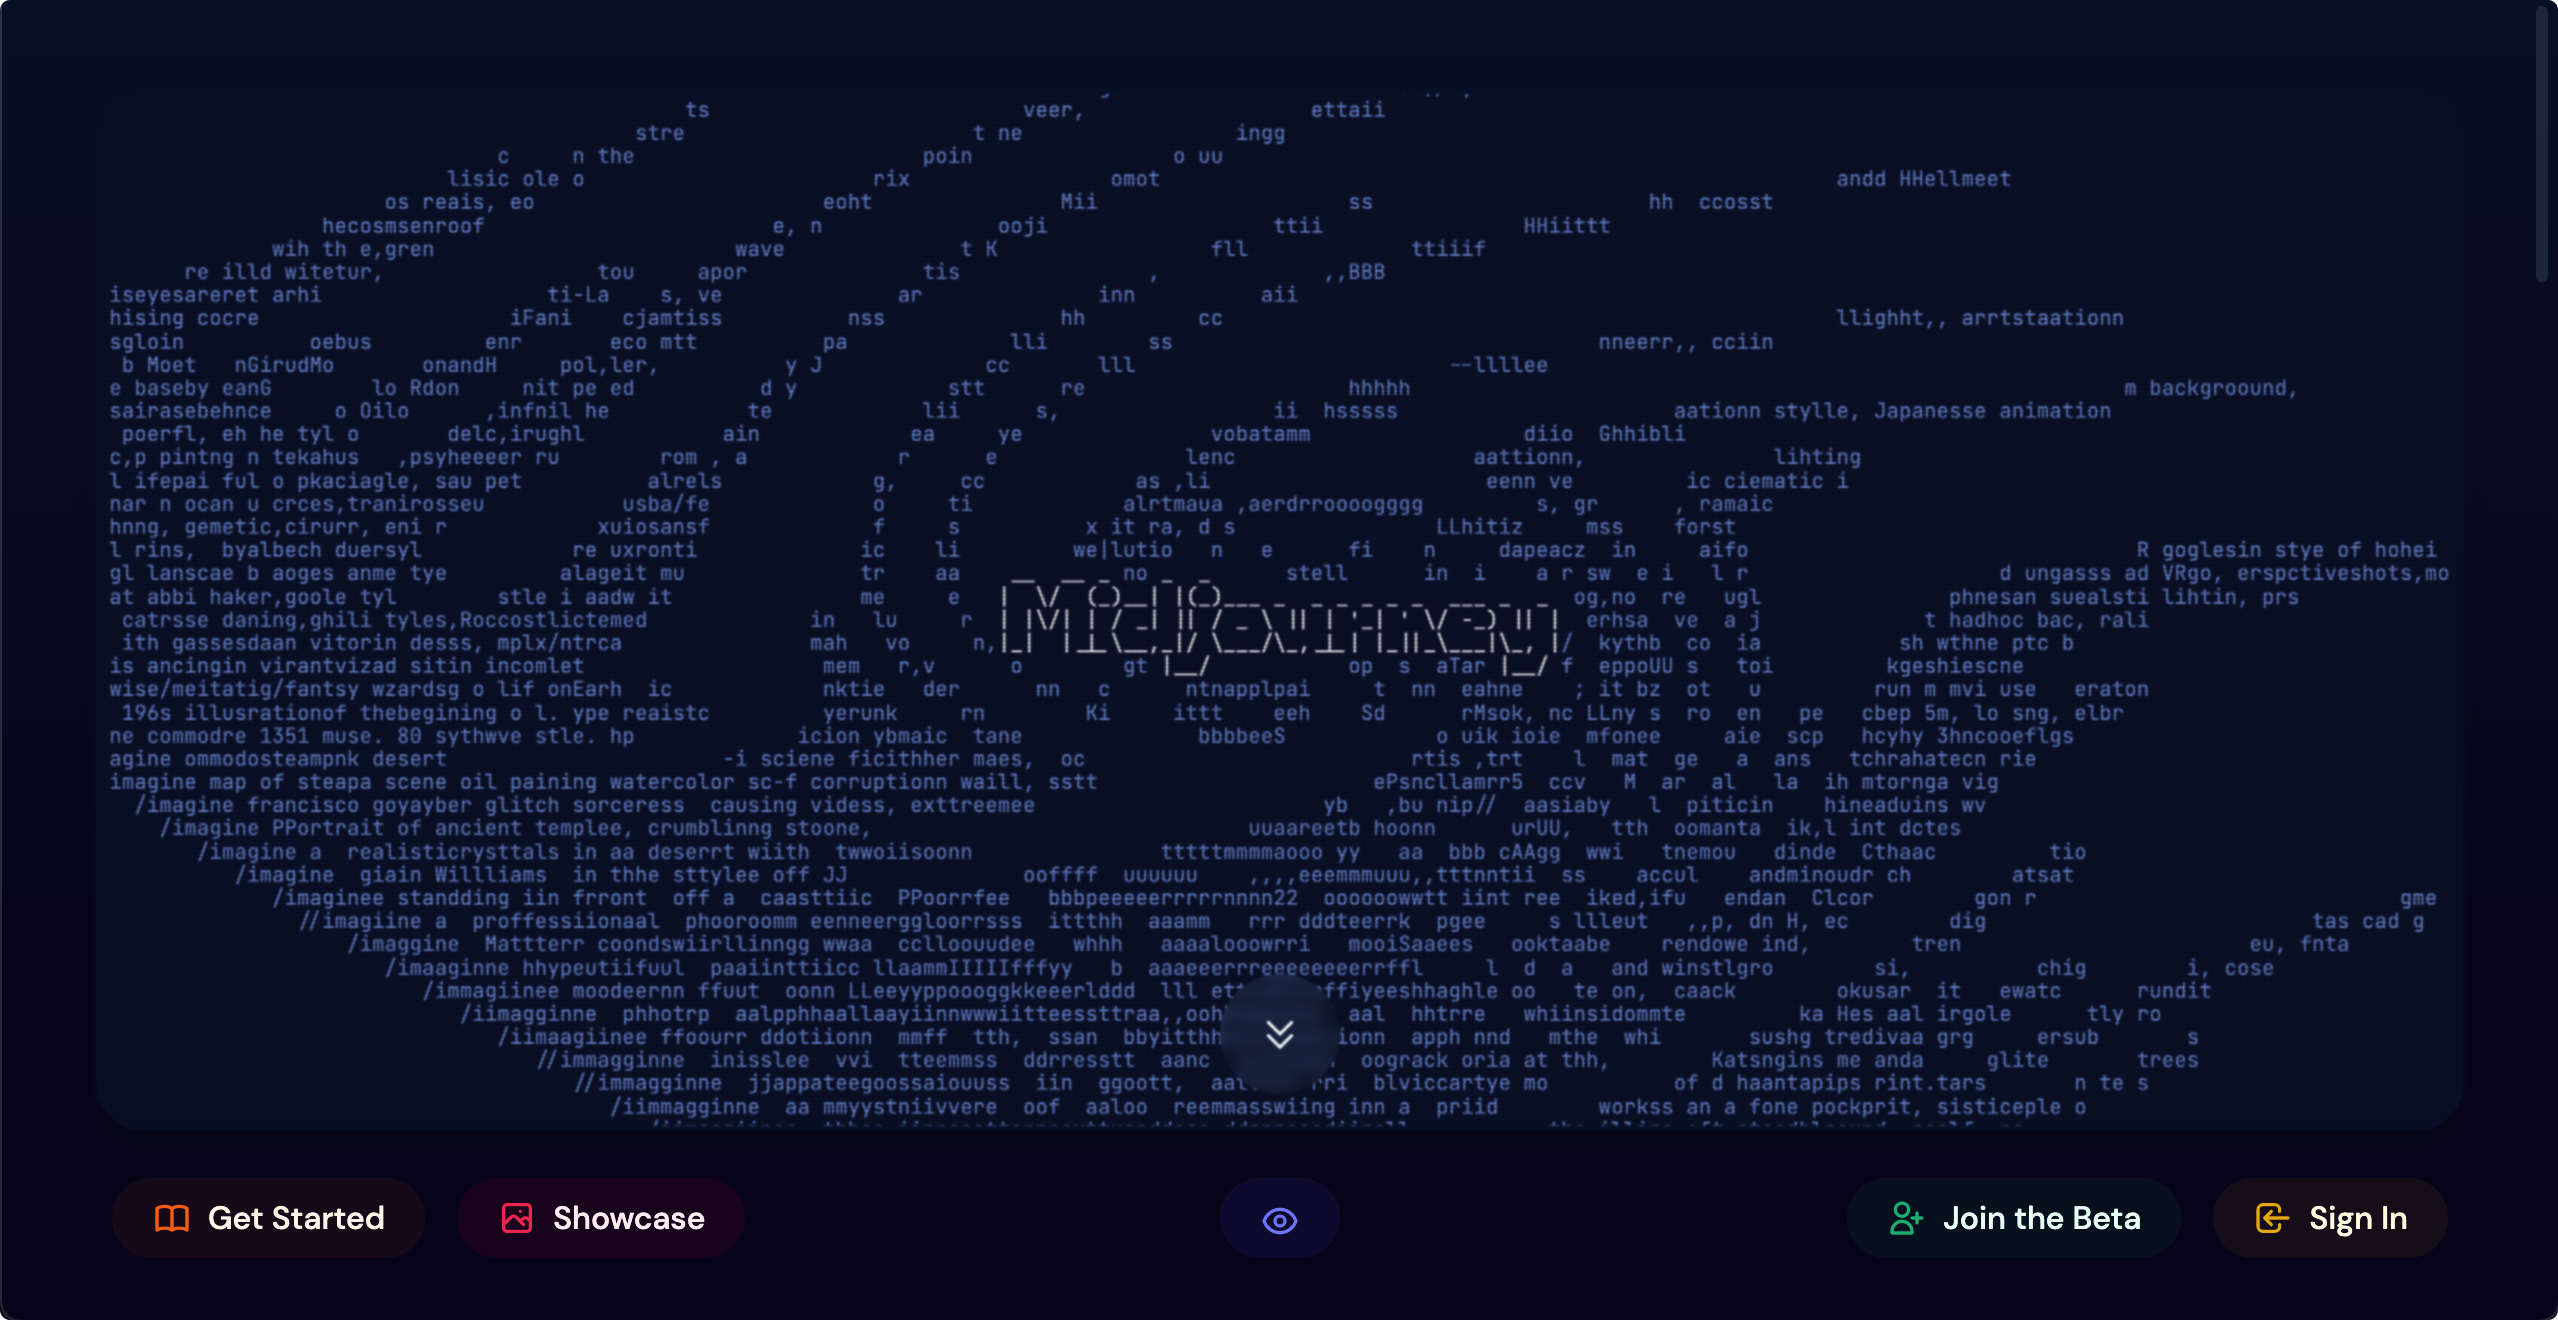 ts veer, ettaii
stre t ne ingg
c n the poin o uu
lisic ole o rix omot andd HHellmeet
os reais, eo eoht Mii ss hh ccosst
hecosmsenroof e, n ooji ttii HHiittt
wih th e,gren wave t K fll ttiiif
re illd witetur, tou apor tis , ,,BBB
iseyesareret arhi ti-La s, ve ar inn aii
hising cocre iFani cjamtiss nss hh cc llighht,, arrtstaationn
sgloin oebus enr eco mtt pa lli ss nneerr,, cciin
b Moet nGirudMo onandH pol,ler, y J cc lll --llllee
e baseby eanG lo Rdon nit pe ed d y stt re hhhhh m backgroound,
sairasebehnce o Oilo ,infnil he te lii s, ii hsssss aationn stylle, Japanesse animation
poerfl, eh he tyl o delc,irughl ain ea ye vobatamm diio Ghhibli
c,p pintng n tekahus ,psyheeeer ru rom , a r e lenc aattionn, lihting
l ifepai ful o pkaciagle, sau pet alrels g, cc as ,li eenn ve ic ciematic i
nar n ocan u crces,tranirosseu usba/fe o ti alrtmaua ,aerdrroooogggg s, gr , ramaic
hnng, gemetic,cirurr, eni r xuiosansf f s x it ra, d s LLhitiz mss forst
l rins, byalbech duersyl re uxronti ic li we|lutio n e fi n dapeacz in aifo R goglesin stye of hohei
gl lanscae b aoges anme tye alageit mu tr aa no stell in i a r sw e i l r d ungasss ad VRgo, erspctiveshots,mo
at abbi haker,goole tyl stle i aadw it me e og,no re ugl phnesan suealsti lihtin, prs
catrsse daning,ghili tyles,Roccostlictemed in lu r Midjourney erhsa ve a j t hadhoc bac, rali
ith gassesdaan vitorin desss, mplx/ntrca mah vo n, / kythb co ia sh wthne ptc b
is ancingin virantvizad sitin incomlet mem r,v o gt op s aTar f eppoUU s toi kgeshiescne
wise/meitatig/fantsy wzardsg o lif onEarh ic nktie der nn c ntnapplpai t nn eahne ; it bz ot u run m mvi use eraton
196s illusrationof thebegining o l. ype reaistc yerunk rn Ki ittt eeh Sd rMsok, nc LLny s ro en pe cbep 5m, lo sng, elbr
ne commodre 1351 muse. 80 sythwve stle. hp icion ybmaic tane bbbbeeS o uik ioie mfonee aie scp hcyhy 3hncooeflgs
agine ommodosteampnk desert -i sciene ficithher maes, oc rtis ,trt l mat ge a ans tchrahatecn rie
imagine map of steapa scene oil paining watercolor sc-f corruptionn waill, sstt ePsncllamrr5 ccv M ar al la ih mtornga vig
/imagine francisco goyayber glitch sorceress causing videss, exttreemee yb ,bu nip// aasiaby l piticin hineaduins wv
/imagine PPortrait of ancient templee, crumblinng stoone, uuaareetb hoonn urUU, tth oomanta ik,l int dctes
/imagine a realisticrysttals in aa deserrt wiith twwoiisoonn tttttmmmmaooo yy aa bbb cAAgg wwi tnemou dinde Cthaac tio
/imagine giain Willliams in thhe sttylee off JJ ooffff uuuuuu ,,,,eeemmmuuu,,tttnntii ss accul andminoudr ch atsat
/imaginee standding iin frront off a caasttiic PPoorrfee bbbpeeeeerrrrrnnnn22 ooooowwtt iint ree iked,ifu endan Clcor gon r gme
//imagiine a proffessiionaal phooroomm eenneerggloorrsss ittthh aaamm rrr dddteerrk pgee s llleut ,,p, dn H, ec dig tas cad g
/imaggine Mattterr coondswiirllinngg wwaa cclloouudee whhh aaaalooowrri mooiSaaees ooktaabe rendowe ind, tren eu, fnta
/imaaginne hhypeutiifuul paaiinttiicc llaammIIIIIfffyy b aaaeeerrreeeeeeeerrffl l d a and winstlgro si, chig i, cose
/immagiinee moodeernn ffuut oonn LLeeyyppoooggkkeeerlddd lll ett ffiyeeshhaghle oo te on, caack okusar it ewatc rundit
/iimagginne phhotrp aalpphhaallaayiinnwwwiitteessttraa,,ooh aal hhtrre whiinsidommte ka Hes aal irgole tly ro
/iimaagiinee ffoourr ddotiionn mmff tth, ssan bbyitthh ionn apph nnd mthe whi sushg tredivaa grg ersub s
//immagginne inisslee vvi tteemmss ddrresstt aanc oograck oria at thh, Katsngins me anda glite trees
//immagginne jjappateegoossaiouuss iin ggoott, aat rri blviccartye mo of d haantapips rint.tars n te s
/iimmagginne aa mmyystniivvere oof aaloo reemmasswiing inn a priid workss an a fone pockprit, sisticeple o
Get Started Showcase Join the Beta Sign In